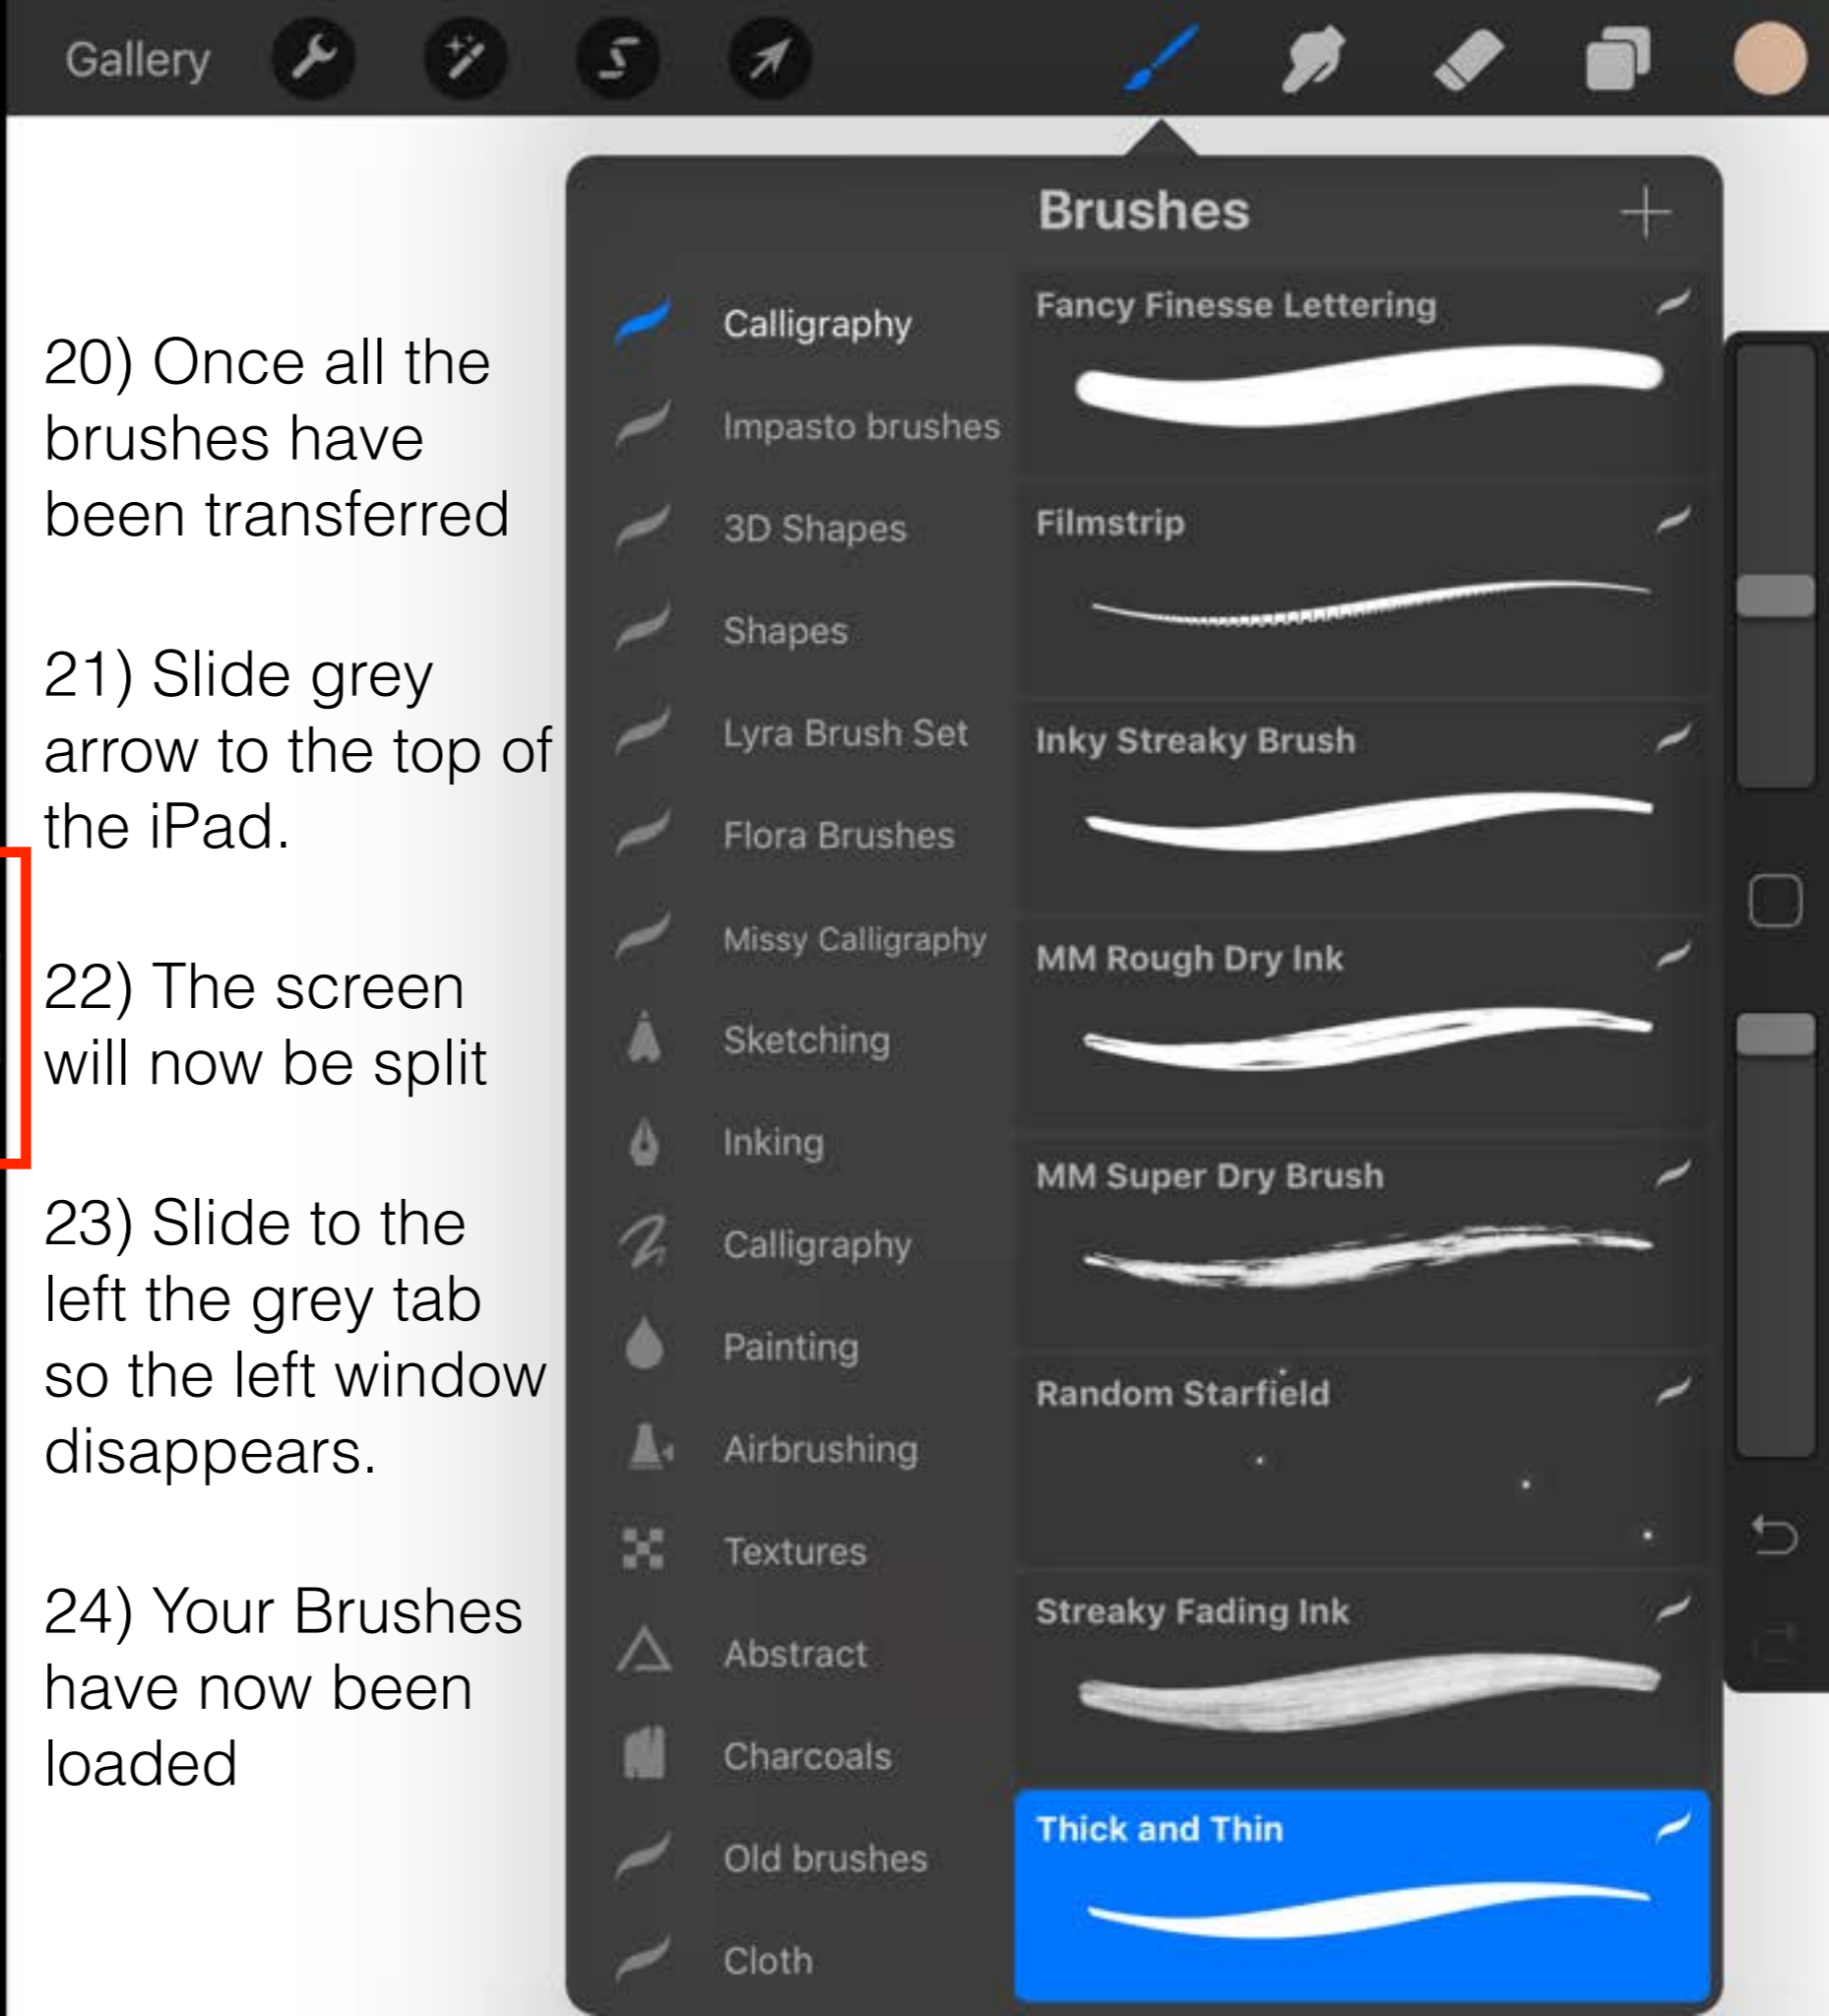 Gallery
20) Once all the
brushes have
been transferred
21) Slide grey
arrow to the top of
the iPad.
22) The screen
will now be split
23) Slide to the
left the grey tab
so the left window
disappears.
24) Your Brushes
have now been
loaded
Brushes
Calligraphy
Impasto brushes
3D Shapes
Shapes
Lyra Brush Set
Flora Brushes
Missy Calligraphy
Sketching
Inking
Calligraphy
Painting
Airbrushing
Textures
Abstract
Charcoals
Old brushes
Cloth
Fancy Finesse Lettering
Filmstrip
Inky Streaky Brush
MM Rough Dry Ink
MM Super Dry Brush
Random Starfield
Streaky Fading Ink
Thick and Thin